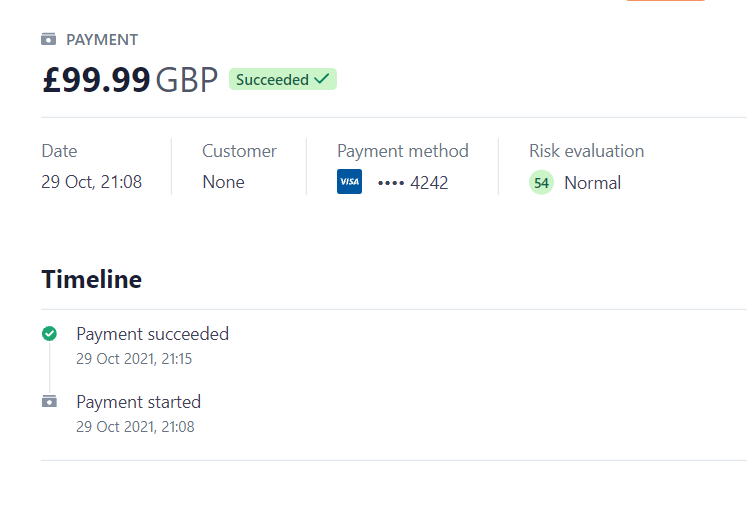 PAYMENT
£99.99 GBP Succeeded
Date Customer Payment method Risk evaluation
29 Oct, 21:08 None VISA •••• 4242 54 Normal
Timeline
Payment succeeded
29 Oct 2021, 21:15
Payment started
29 Oct 2021, 21:08